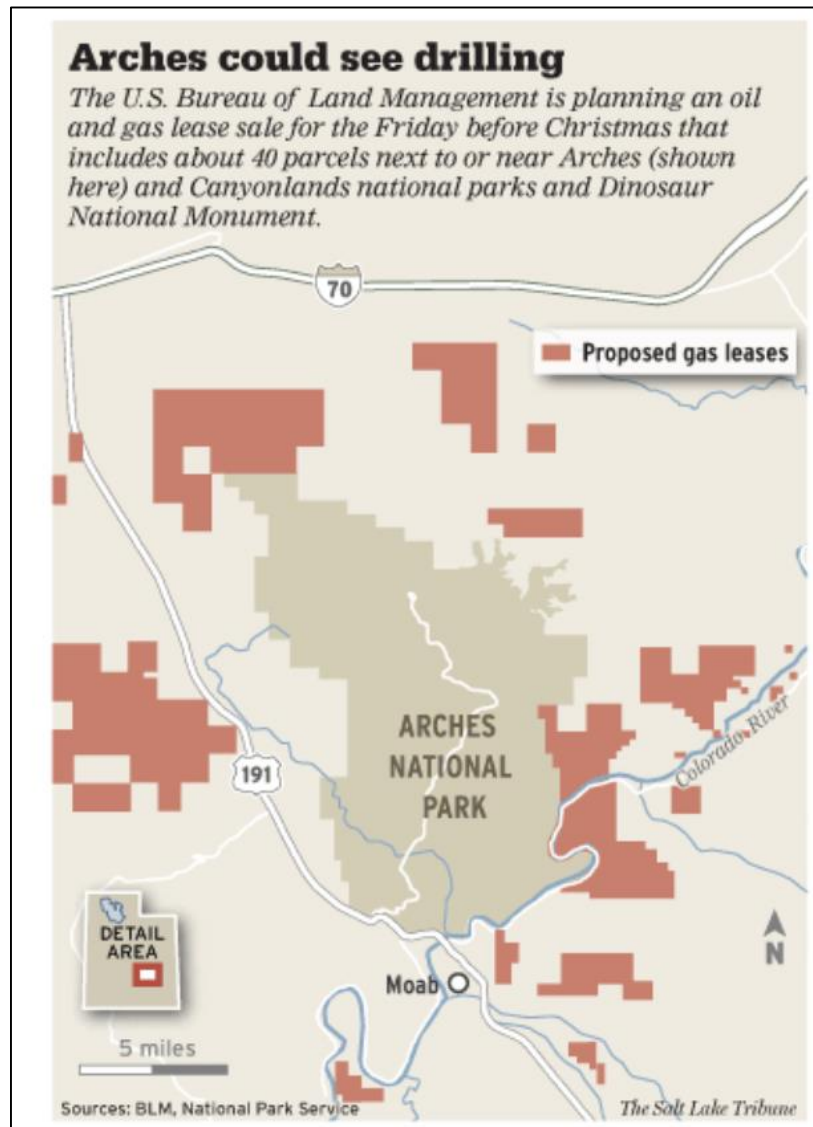 Arches could see drilling
The U.S. Bureau of Land Management is planning an oil
and gas lease sale for the Friday before Christmas that
includes about 40 parcels next to or near Arches (shown
here) and Canyonlands national parks and Dinosaur
National Monument.
70
Proposed gas leases
ARCHES
NATIONAL
PARK
Colorado River
191
DETAIL
AREA
N
Moab
5 miles
Sources: BLM, National Park Service
The Salt Lake Tribune